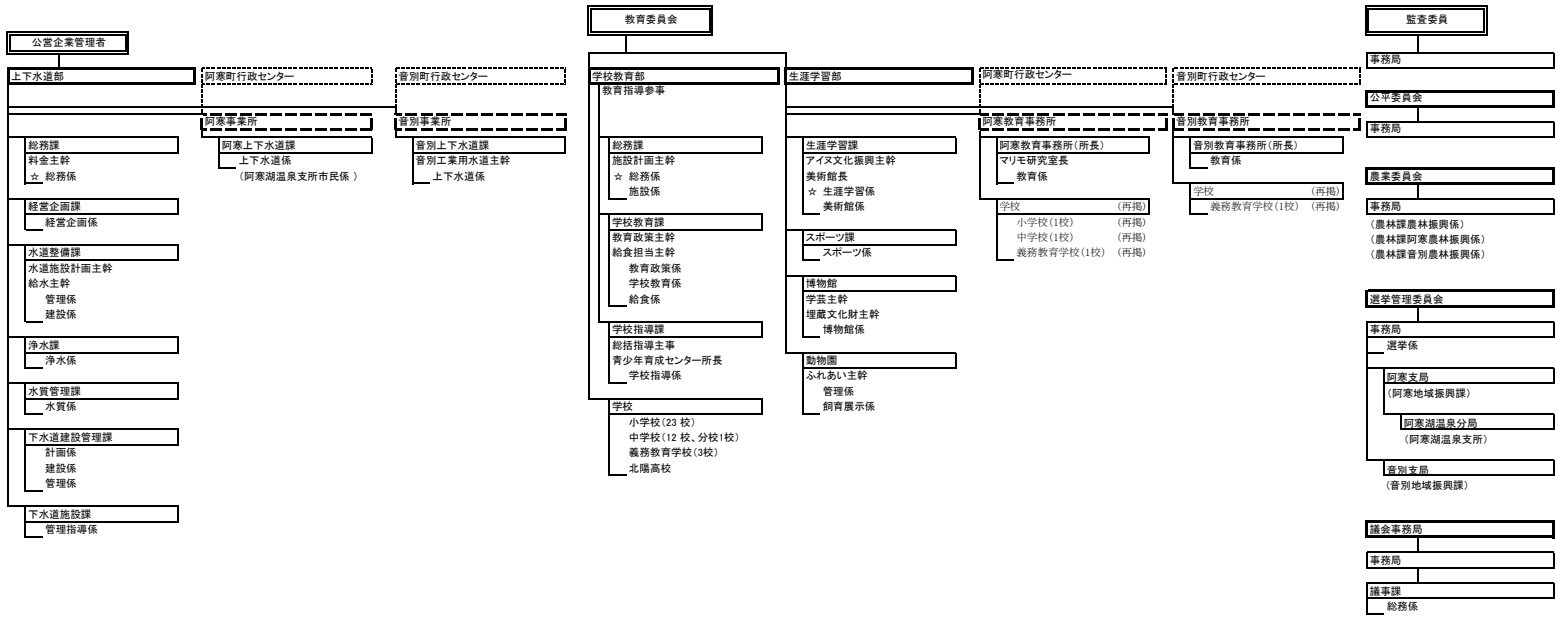 公営企業管理者
上下水道部
阿寒町行政センター
音別町行政センター
阿寒事業所
音別事業所
総務課
料金主幹
☆ 総務係
経営企画課
経営企画係
水道整備課
水道施設計画主幹
給水主幹
管理係
建設係
浄水課
浄水係
水質管理課
水質係
下水道建設管理課
計画係
建設係
管理係
下水道施設課
管理指導係
阿寒上下水道課
上下水道係
(阿寒湖温泉支所市民係 )
音別上下水道課
音別工業用水道主幹
上下水道係
教育委員会
学校教育部
教育指導参事
総務課
施設計画主幹
☆ 総務係
施設係
学校教育課
教育政策主幹
給食担当主幹
教育政策係
学校教育係
給食係
学校指導課
総括指導主事
青少年育成センター所長
学校指導係
学校
小学校(23 校)
中学校(12 校、分校1校)
義務教育学校(3校)
北陽高校
生涯学習部
生涯学習課
アイヌ文化振興主幹
美術館長
☆ 生涯学習係
美術館係
スポーツ課
スポーツ係
博物館
学芸主幹
埋蔵文化財主幹
博物館係
動物園
ふれあい主幹
管理係
飼育展示係
阿寒町行政センター
阿寒教育事務所
阿寒教育事務所(所長)
マリモ研究室長
教育係
学校 (再掲)
小学校(1校) (再掲)
中学校(1校) (再掲)
義務教育学校(1校) (再掲)
音別町行政センター
音別教育事務所
音別教育事務所(所長)
教育係
学校 (再掲)
義務教育学校(1校) (再掲)
監査委員
事務局
公平委員会
事務局
農業委員会
事務局
(農林課農林振興係)
(農林課阿寒農林振興係)
(農林課音別農林振興係)
選挙管理委員会
事務局
選挙係
阿寒支局
(阿寒地域振興課)
阿寒湖温泉分局
(阿寒湖温泉支所)
音別支局
(音別地域振興課)
議会事務局
事務局
議事課
総務係